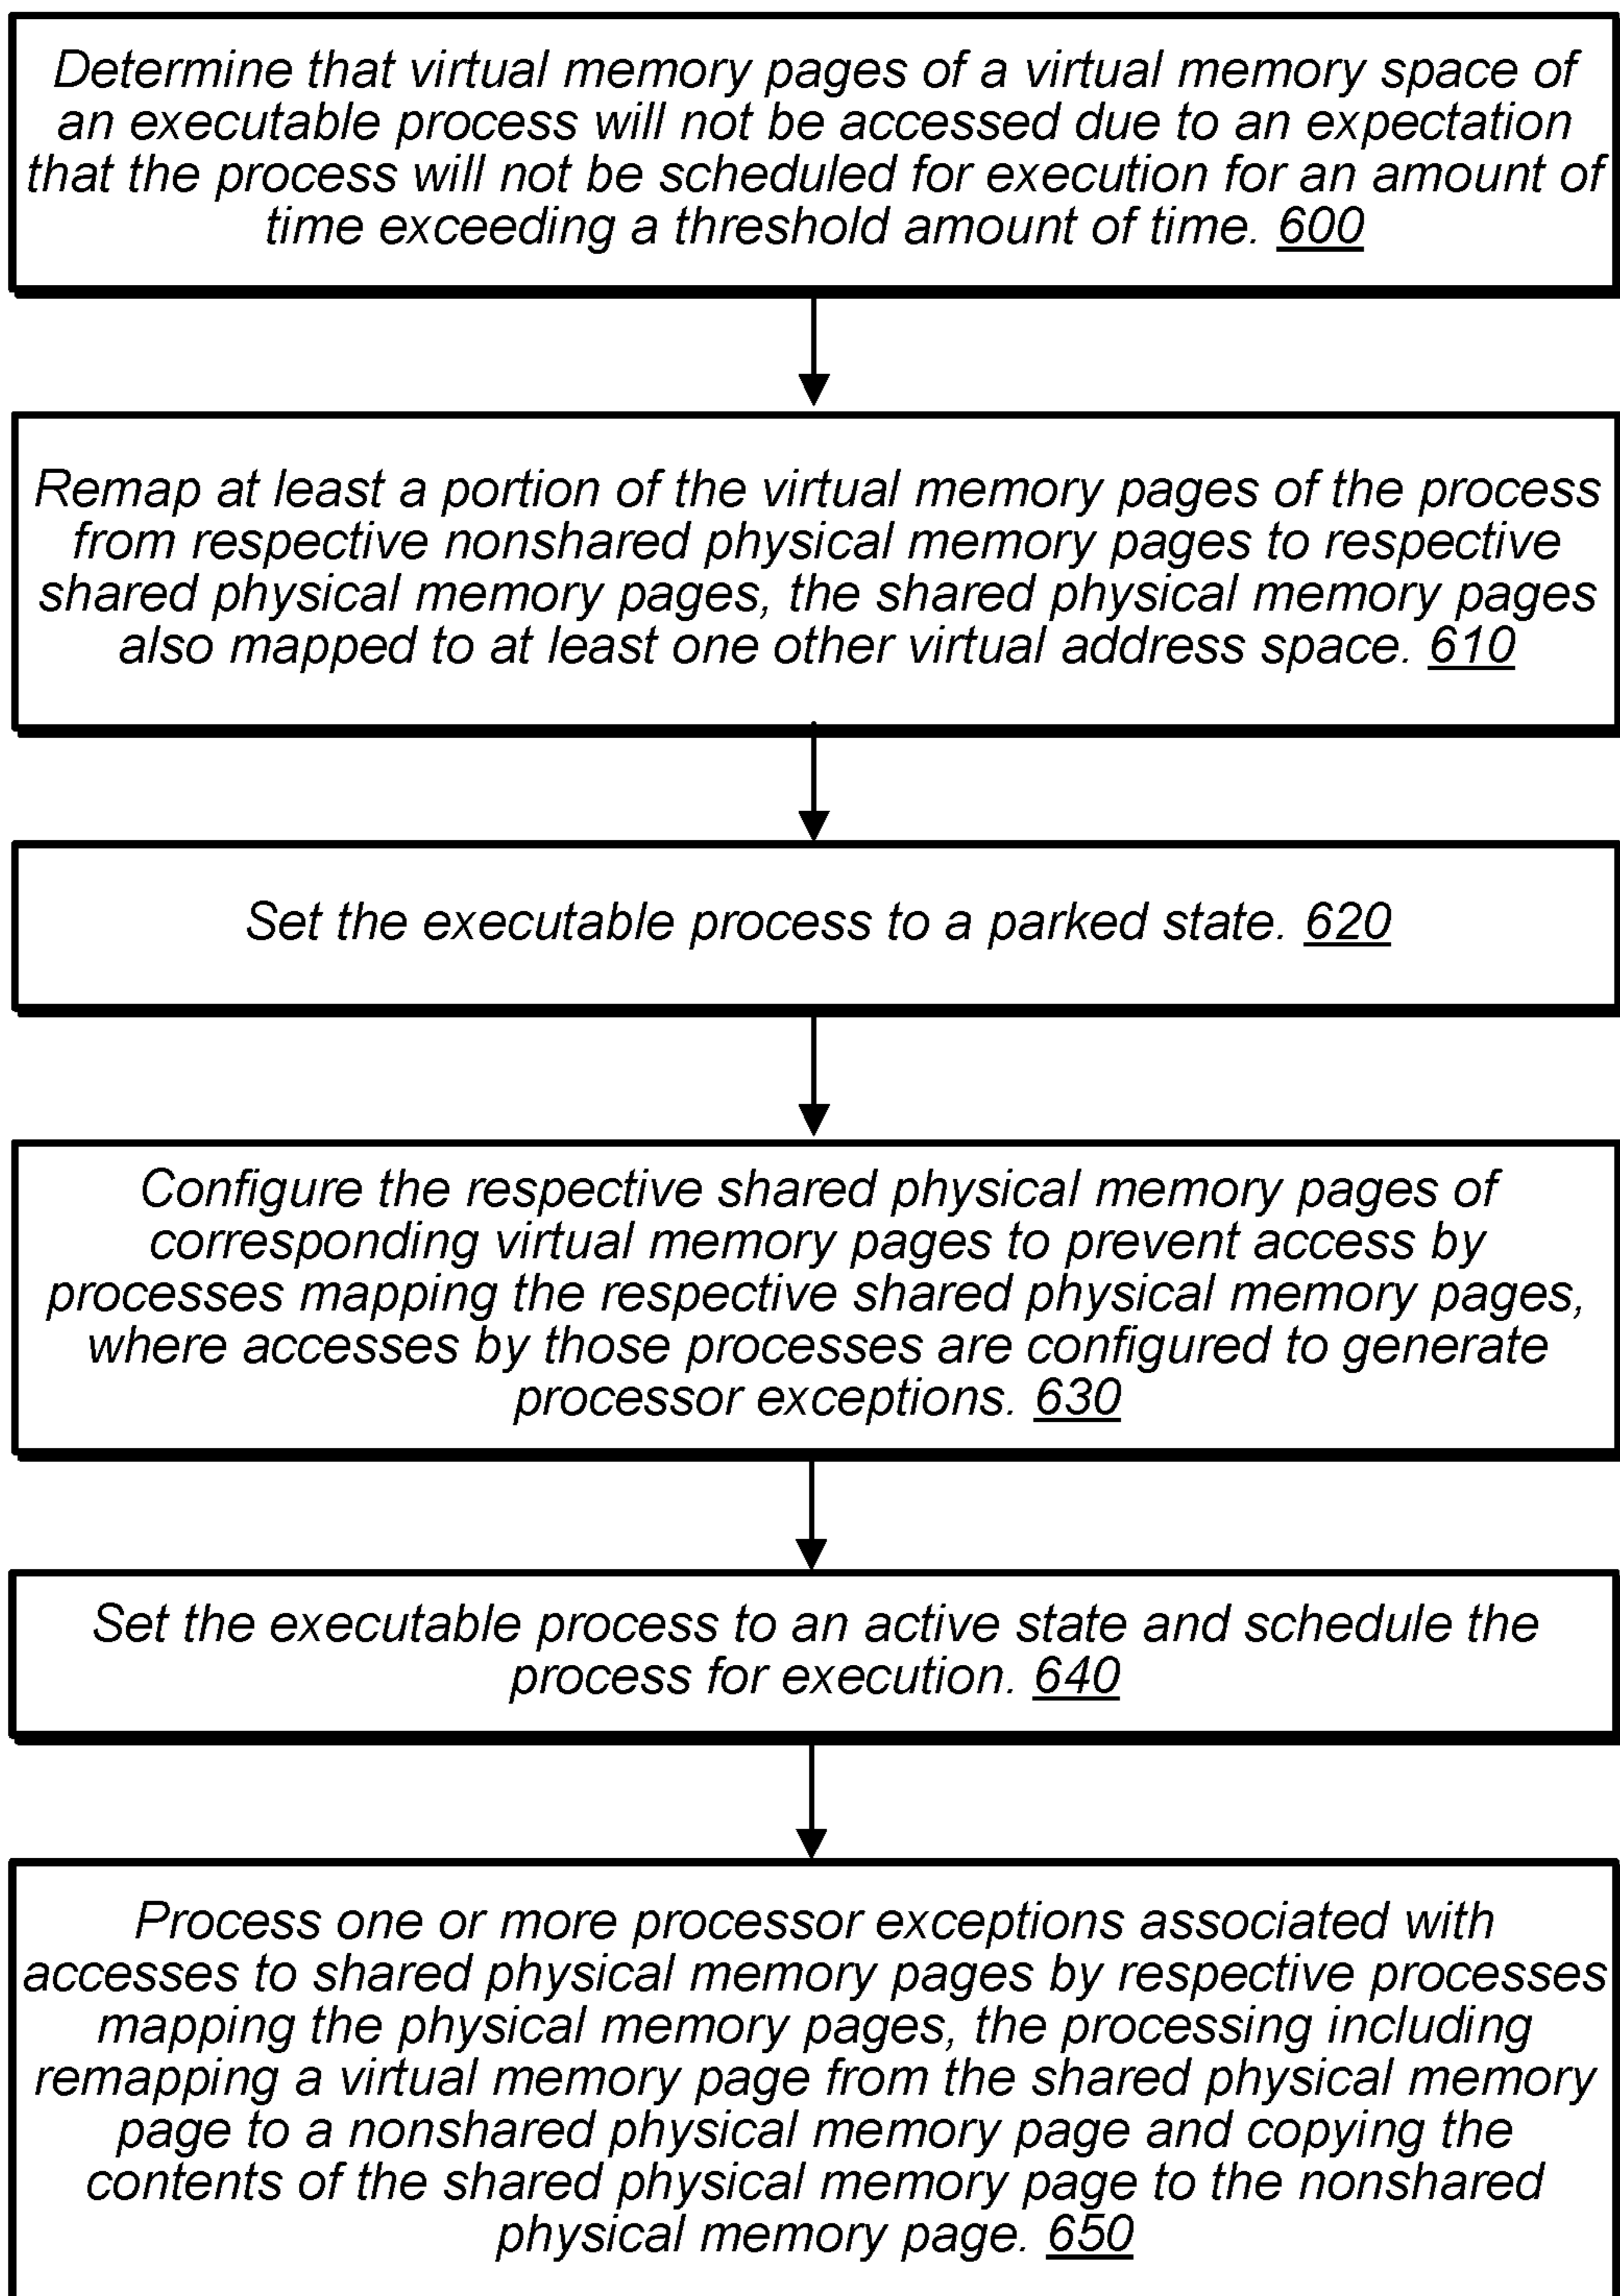 Determine that virtual memory pages of a virtual memory space of
an executable process will not be accessed due to an expectation
that the process will not be scheduled for execution for an amount of
time exceeding a threshold amount of time. 600
Remap at least a portion of the virtual memory pages of the process
from respective nonshared physical memory pages to respective
shared physical memory pages, the shared physical memory pages
also mapped to at least one other virtual address space. 610
Set the executable process to a parked state. 620
Configure the respective shared physical memory pages of
corresponding virtual memory pages to prevent access by
processes mapping the respective shared physical memory pages,
where accesses by those processes are configured to generate
processor exceptions. 630
Set the executable process to an active state and schedule the
process for execution. 640
Process one or more processor exceptions associated with
accesses to shared physical memory pages by respective processes
mapping the physical memory pages, the processing including
remapping a virtual memory page from the shared physical memory
page to a nonshared physical memory page and copying the
contents of the shared physical memory page to the nonshared
physical memory page. 650